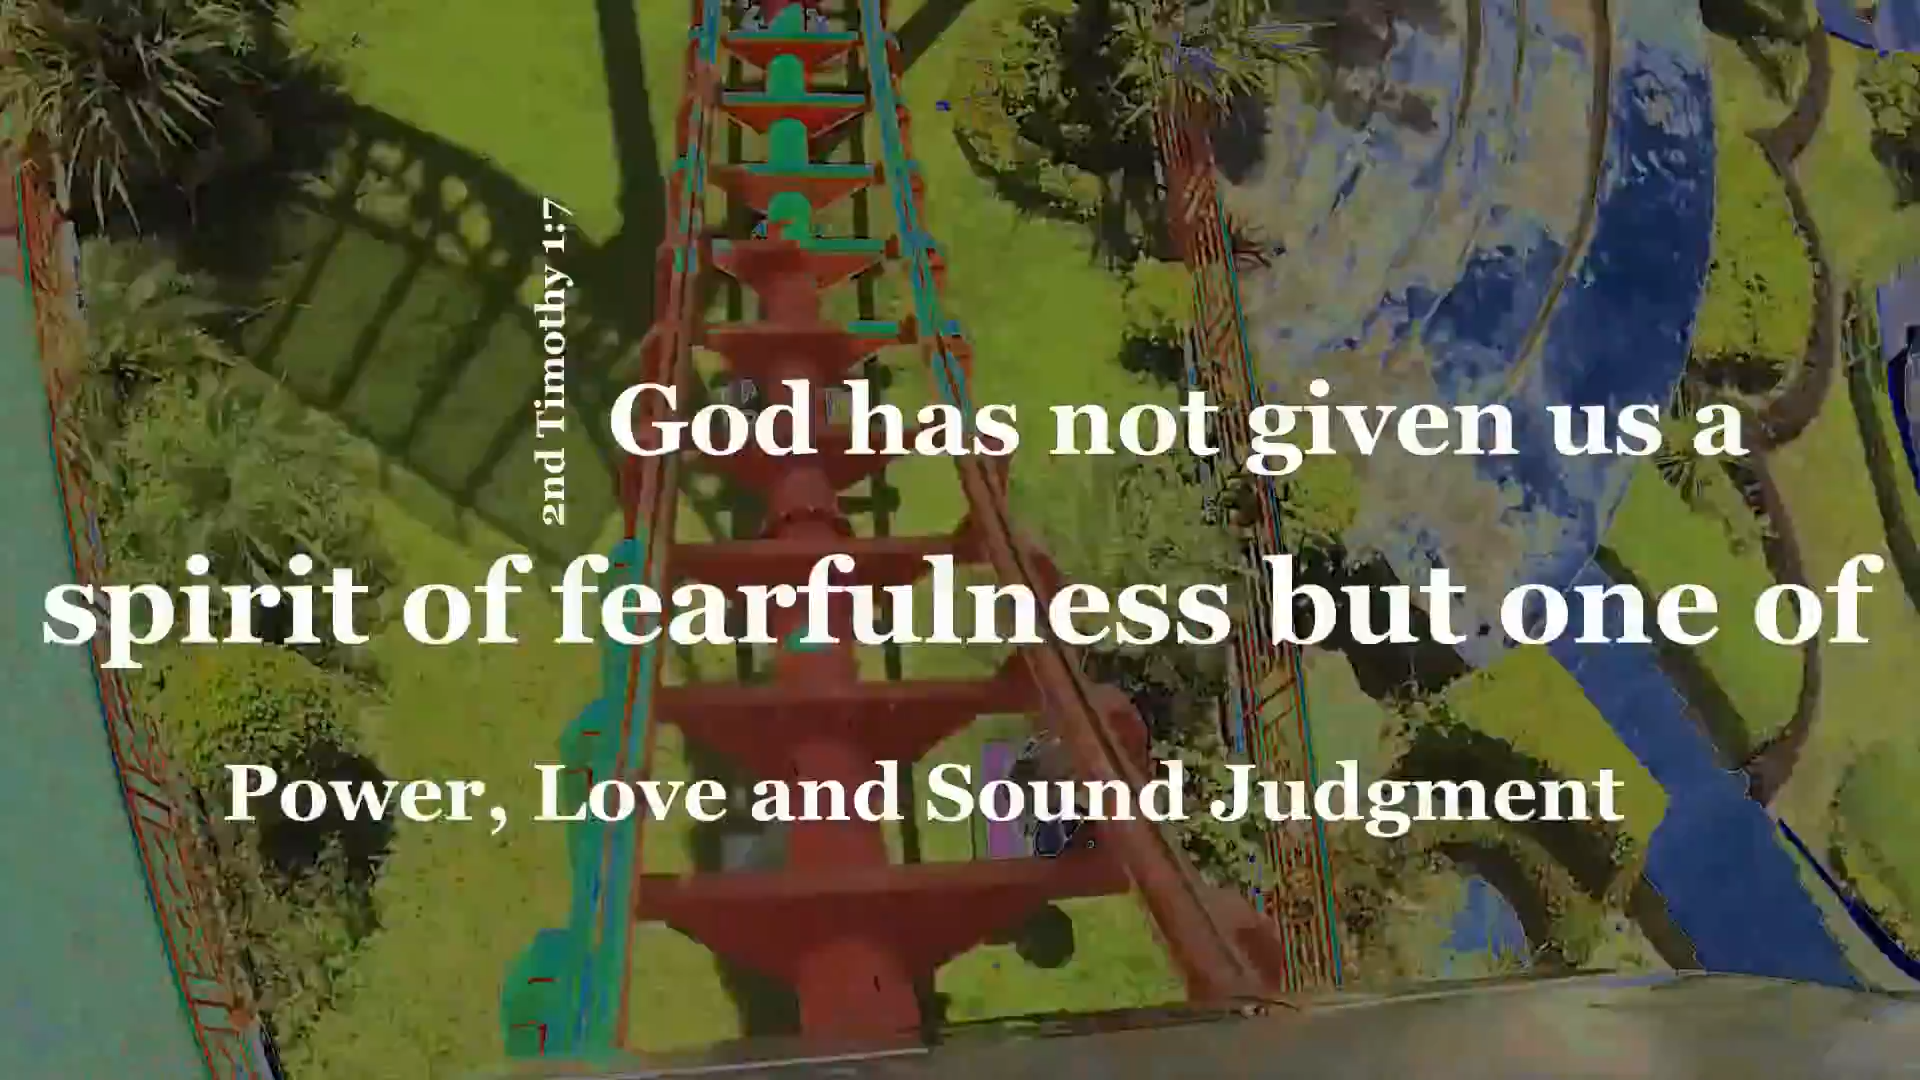 2nd Timothy 1:7
God has not given us a
spirit of fearfulness but one of
Power, Love and Sound Judgment